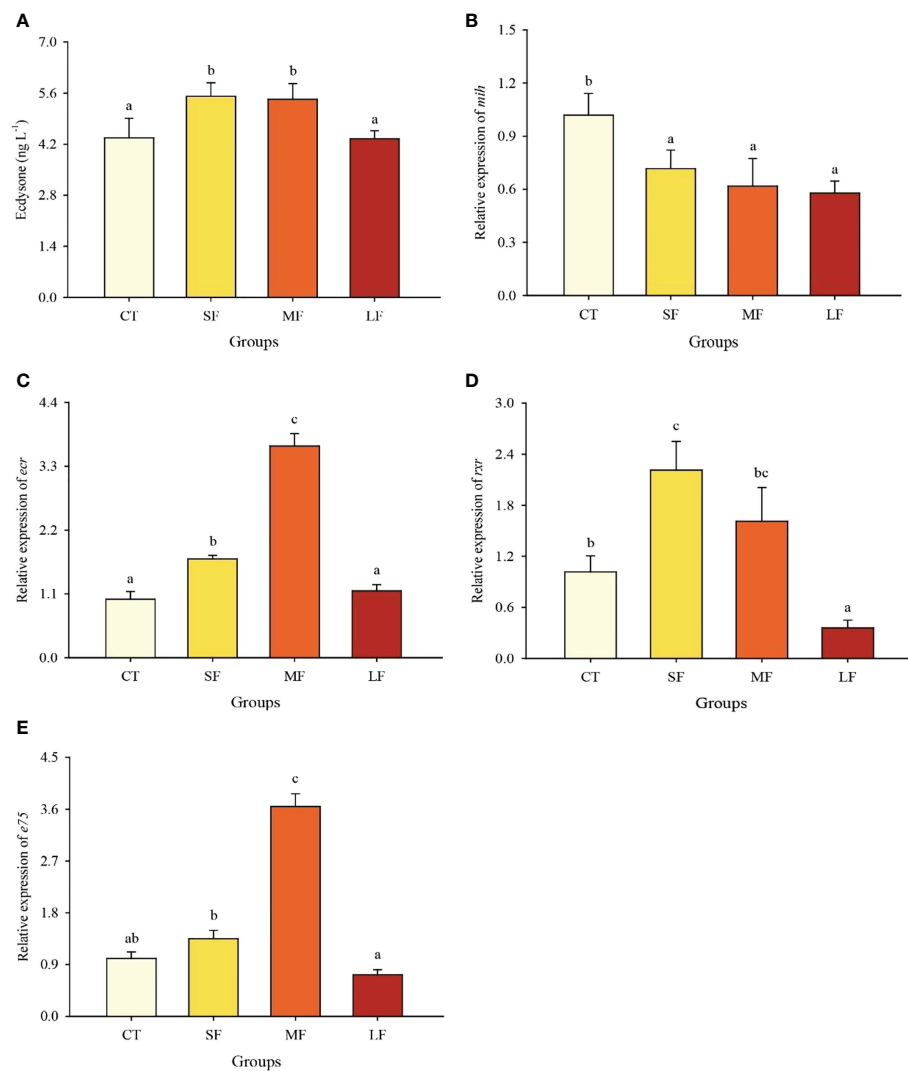 A
Ecdysone (ng L⁻¹)
7.0
5.6
4.2
2.8
1.4
0.0
a
b
b
a
CT
SF
MF
LF
Groups
B
Relative expression of mih
1.5
1.2
0.9
0.6
0.3
0.0
b
a
a
a
CT
SF
MF
LF
Groups
C
Relative expression of ecr
4.4
3.3
2.2
1.1
0.0
a
b
c
a
CT
SF
MF
LF
Groups
D
Relative expression of rxr
3.0
2.4
1.8
1.2
0.6
0.0
b
c
bc
a
CT
SF
MF
LF
Groups
E
Relative expression of e75
4.5
3.6
2.7
1.8
0.9
0.0
ab
b
c
a
CT
SF
MF
LF
Groups